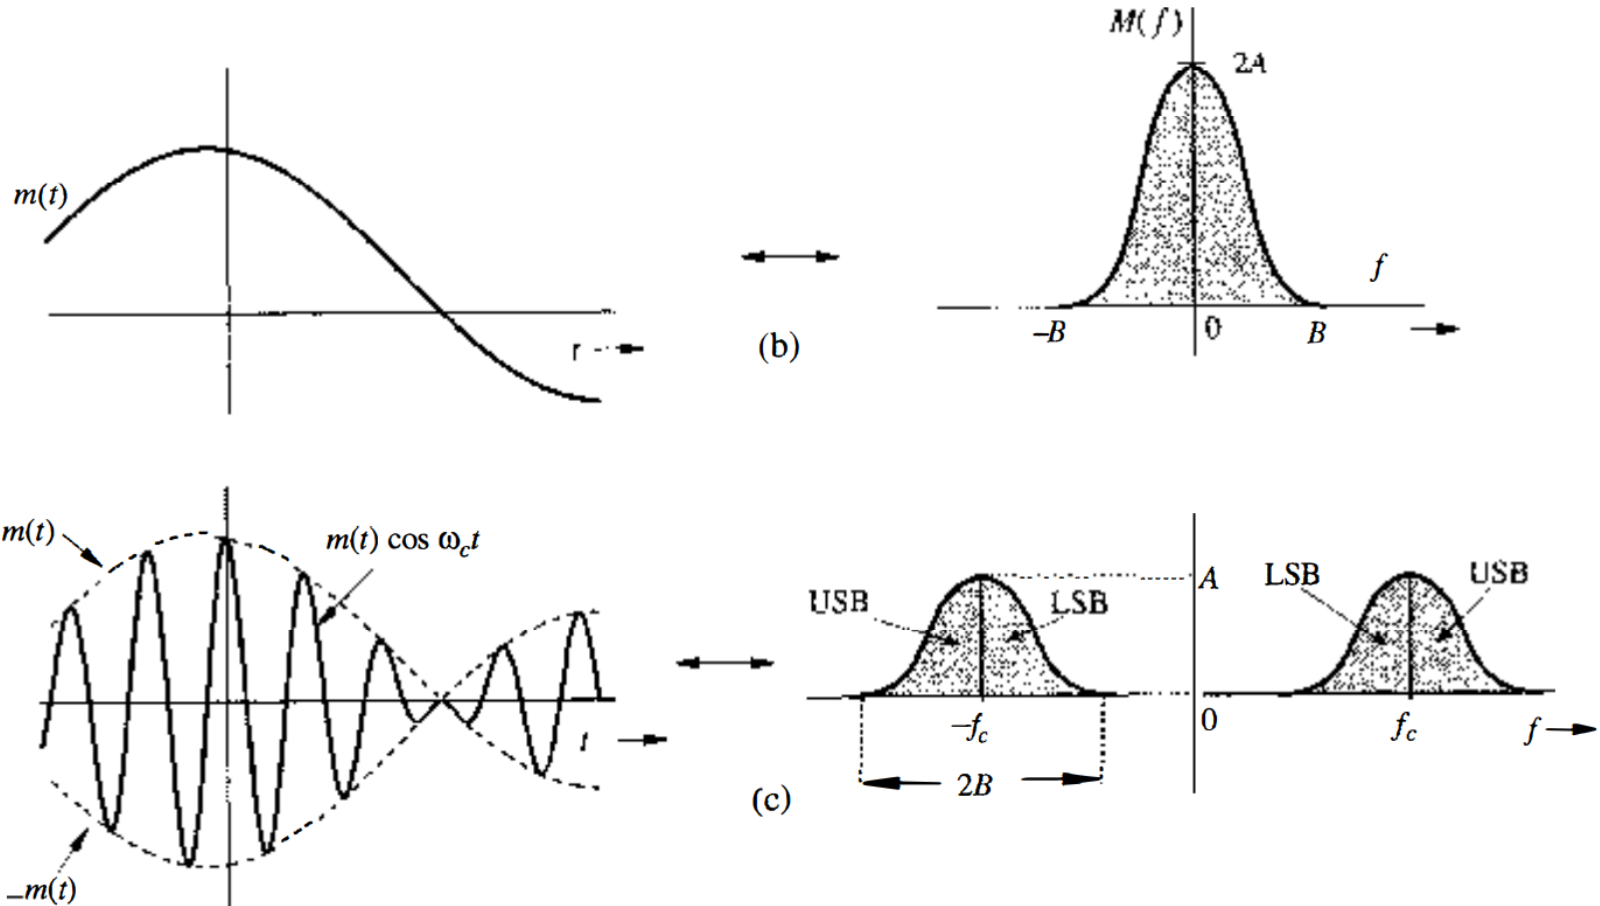 M(f)
2A
m(t)
f
–B
0
B
(b)
m(t)
m(t) cos ωct
A
USB
LSB
LSB
USB
–fc
0
fc
f
t
2B
(c)
–m(t)